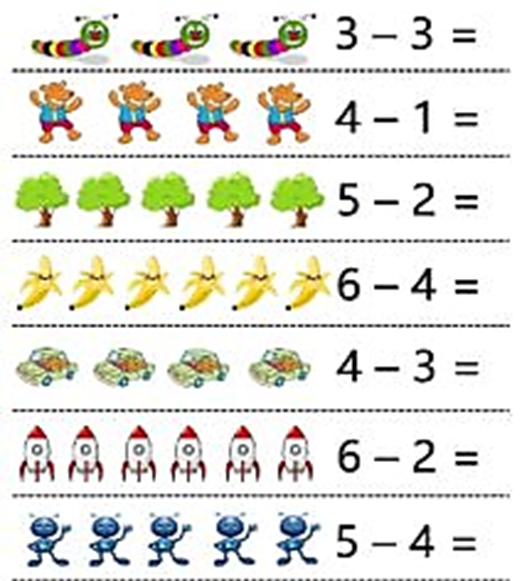 3 – 3 =
4 – 1 =
5 – 2 =
6 – 4 =
4 – 3 =
6 – 2 =
5 – 4 =